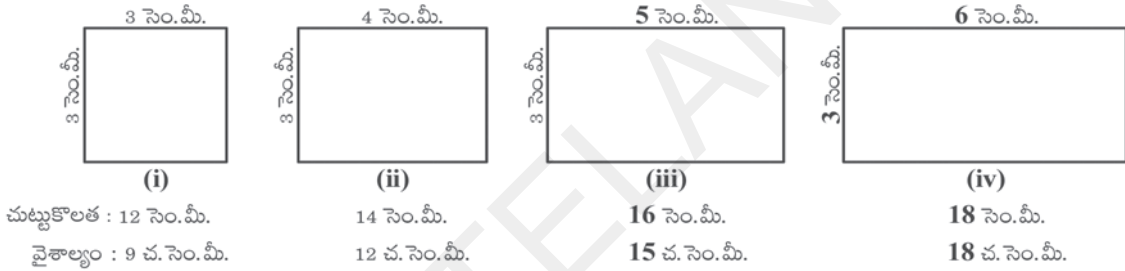 3 సెం.మీ. 4 సెం.మీ. 5 సెం.మీ. 6 సెం.మీ.
3 సెం.మీ. 3 సెం.మీ. 3 సెం.మీ. 3 సెం.మీ.
(i) (ii) (iii) (iv)
చుట్టుకొలత : 12 సెం.మీ. 14 సెం.మీ. 16 సెం.మీ. 18 సెం.మీ.
వైశాల్యం : 9 చ.సెం.మీ. 12 చ.సెం.మీ. 15 చ.సెం.మీ. 18 చ.సెం.మీ.
TELAN